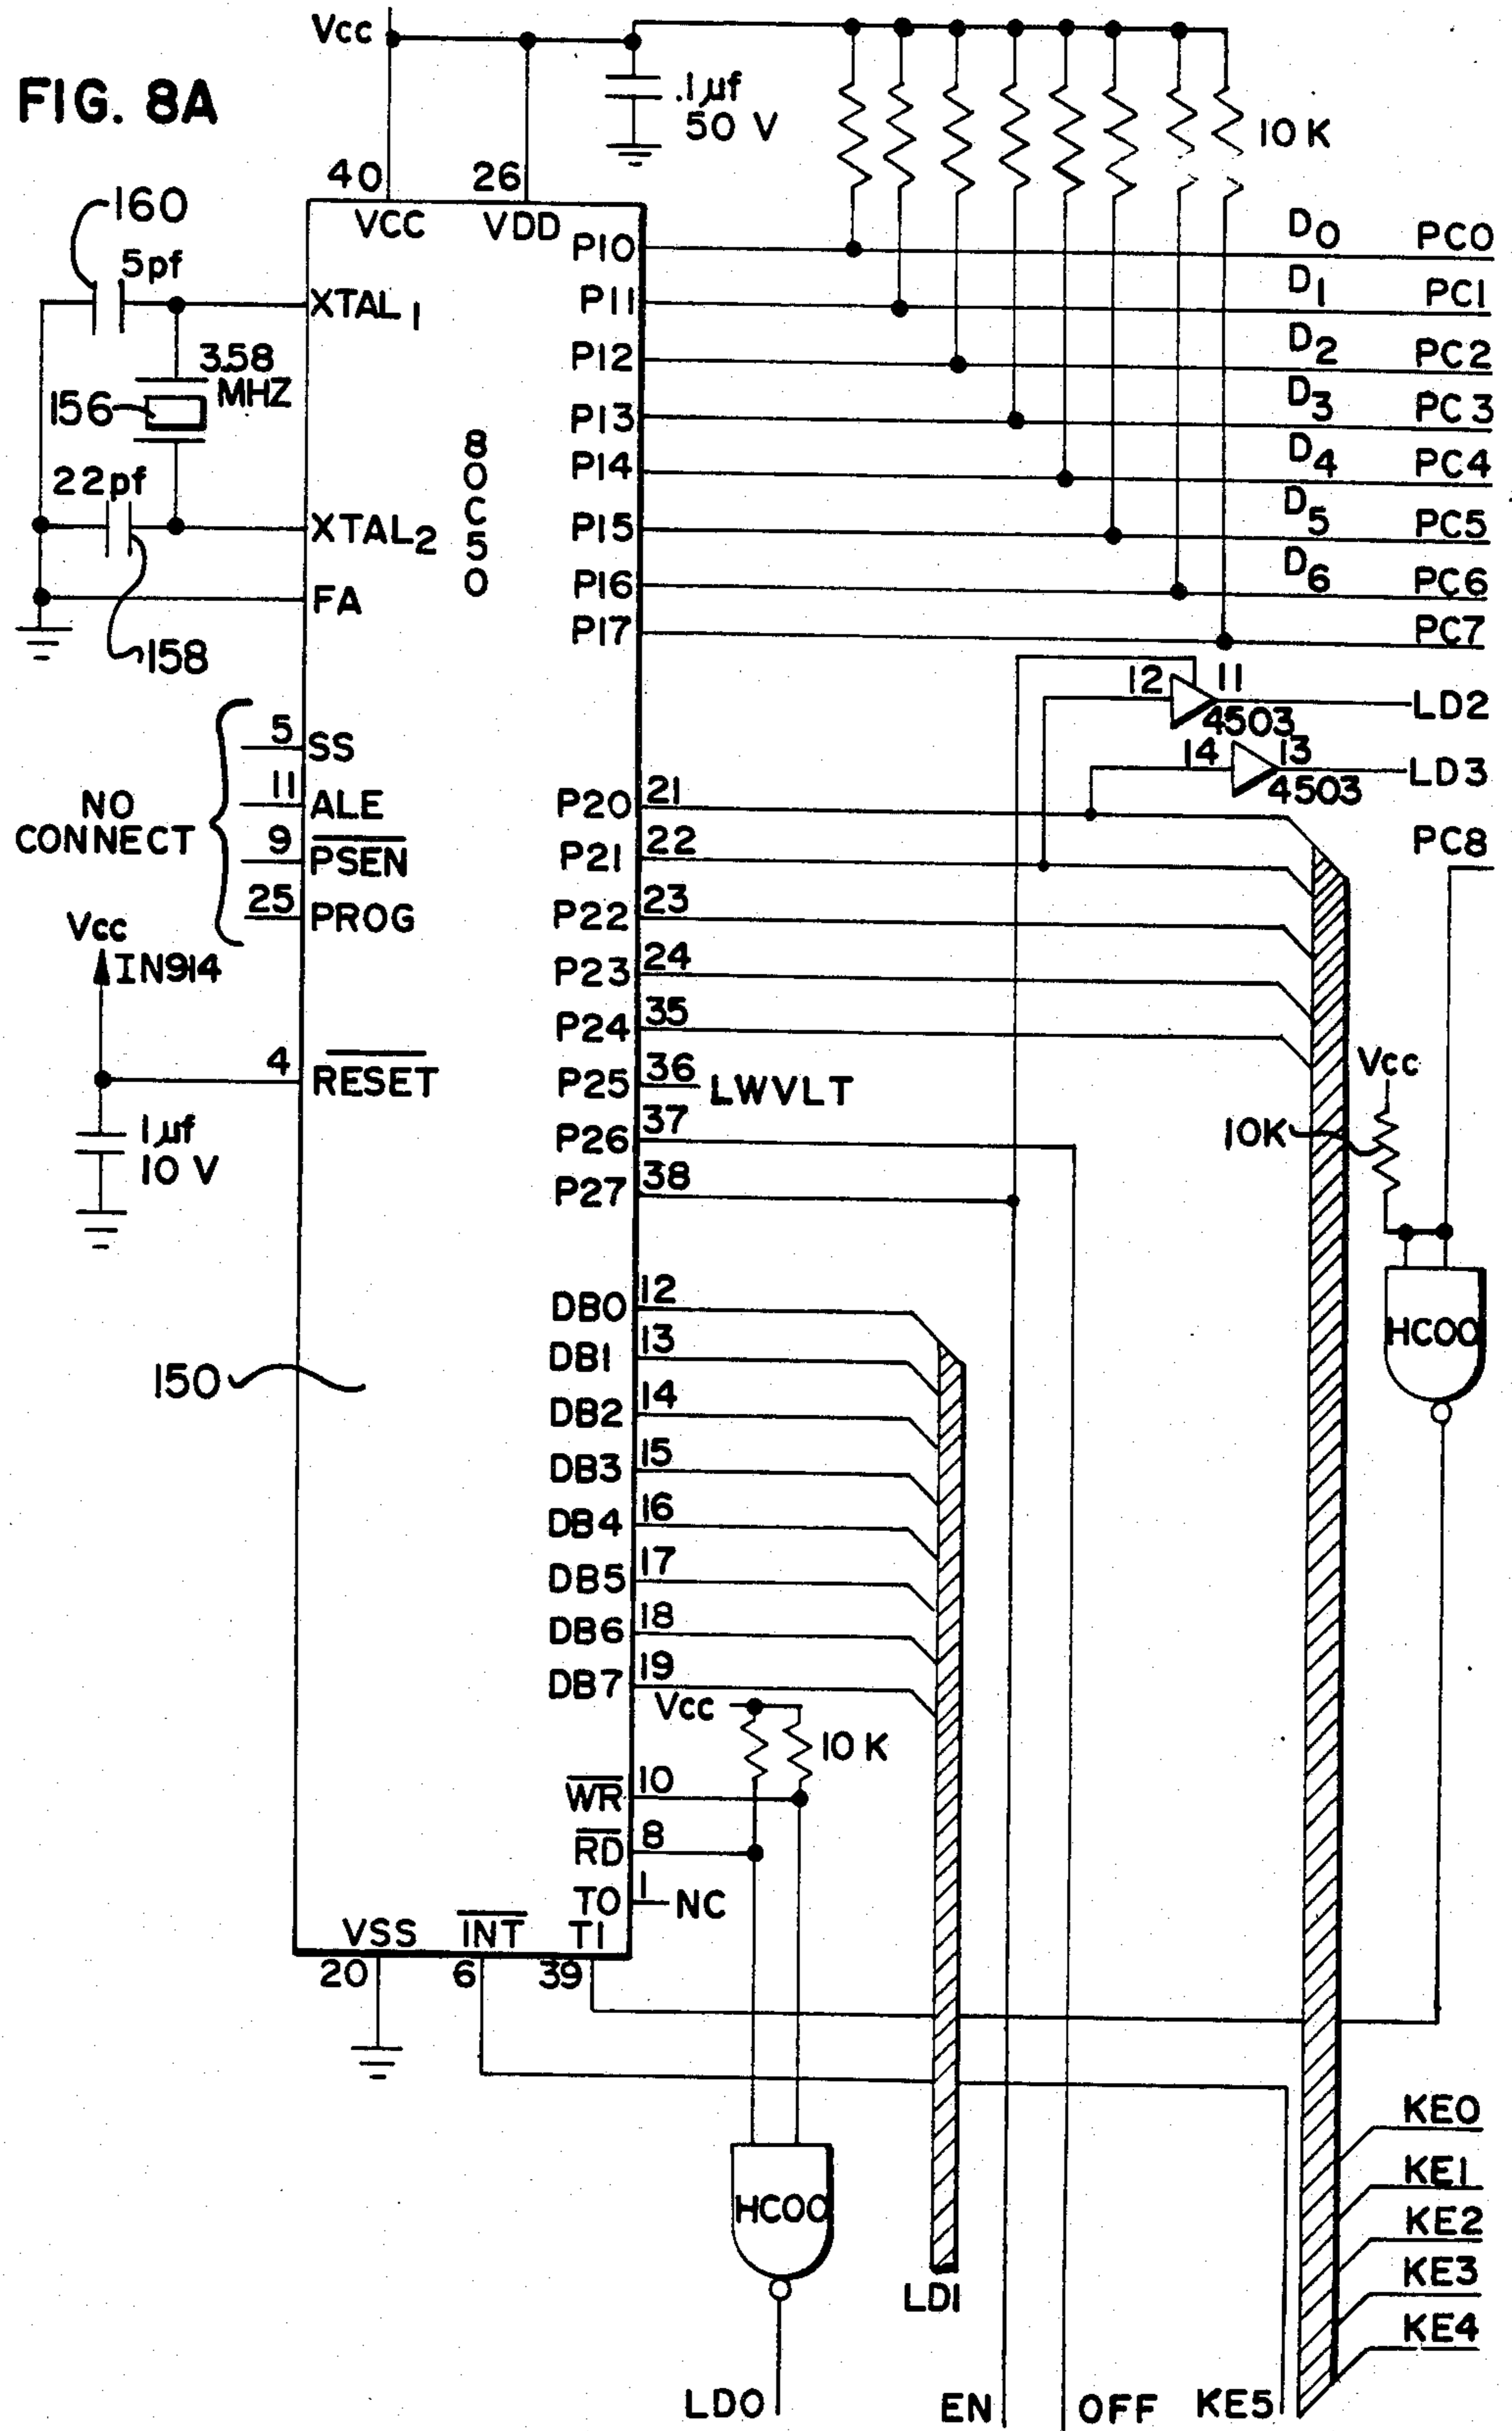 FIG. 8A
Vcc
.1µf
50 V
10 K
40
26
VCC
VDD
160
5pf
XTAL1
3.58
MHZ
156
22pf
XTAL2
FA
158
80C50
P10
P11
P12
P13
P14
P15
P16
P17
D0
PC0
D1
PC1
D2
PC2
D3
PC3
D4
PC4
D5
PC5
D6
PC6
PC7
12
11
4503
LD2
14
13
4503
LD3
PC8
NO
CONNECT
5
SS
11
ALE
9
PSEN
25
PROG
Vcc
IN914
4
RESET
1µf
10 V
P20
21
P21
22
P22
23
P23
24
P24
35
P25
36
LWVLT
P26
37
P27
38
Vcc
10K
HC00
150
DB0
12
DB1
13
DB2
14
DB3
15
DB4
16
DB5
17
DB6
18
DB7
19
Vcc
10 K
WR
10
RD
8
T0
1
NC
VSS
INT
T1
20
6
39
HC00
LD1
LD0
EN
OFF
KE5
KE0
KE1
KE2
KE3
KE4